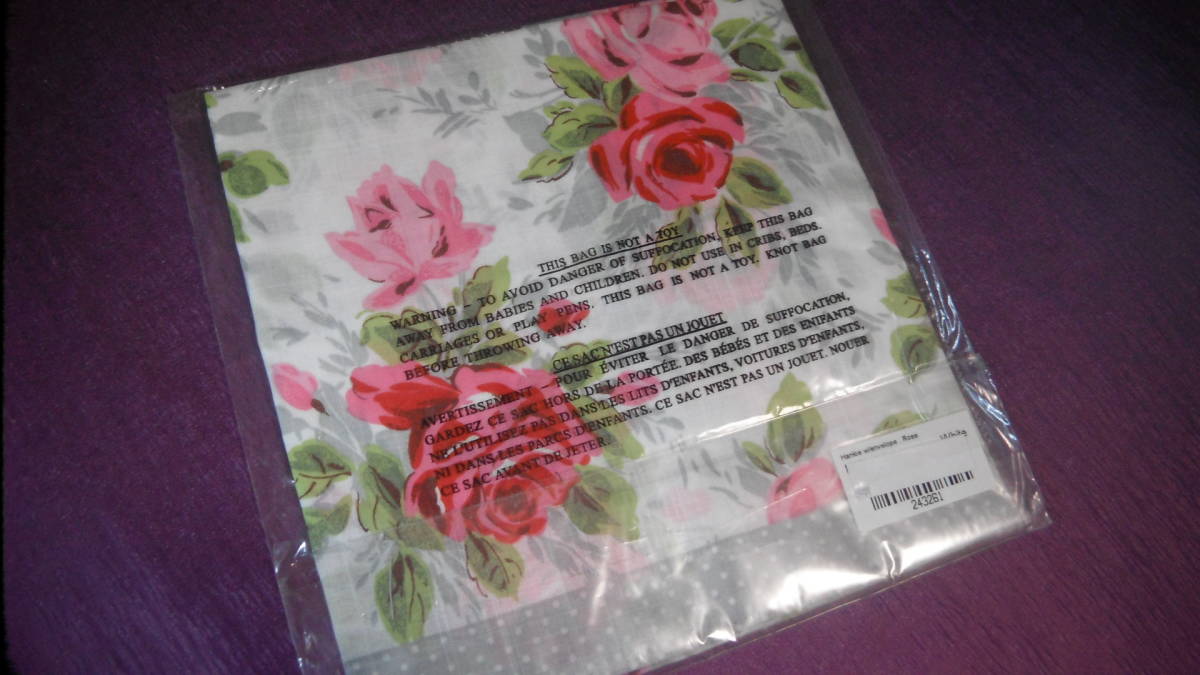 THIS BAG IS NOT A TOY
WARNING – TO AVOID DANGER OF SUFFOCATION, KEEP THIS BAG
AWAY FROM BABIES AND CHILDREN. DO NOT USE IN CRIBS, BEDS.
CARRIAGES OR PLAY PENS. THIS BAG IS NOT A TOY. KNOT BAG
BEFORE THROWING AWAY.
CE SAC N'EST PAS UN JOUET
AVERTISSEMENT – POUR ÉVITER LE DANGER DE SUFFOCATION,
GARDEZ CE SAC HORS DE LA PORTÉE. DES BÉBÉS ET DES ENIFANTS
NE L'UTILISEZ PAS DANS LES LITS D'ENFANTS, VOITURES D'ENFANTS,
NI DANS LES PARCS D'ENFANTS. CE SAC N'EST PAS UN JOUET. NOUER
CE SAC AVANT DE JETER.
Rose
243261